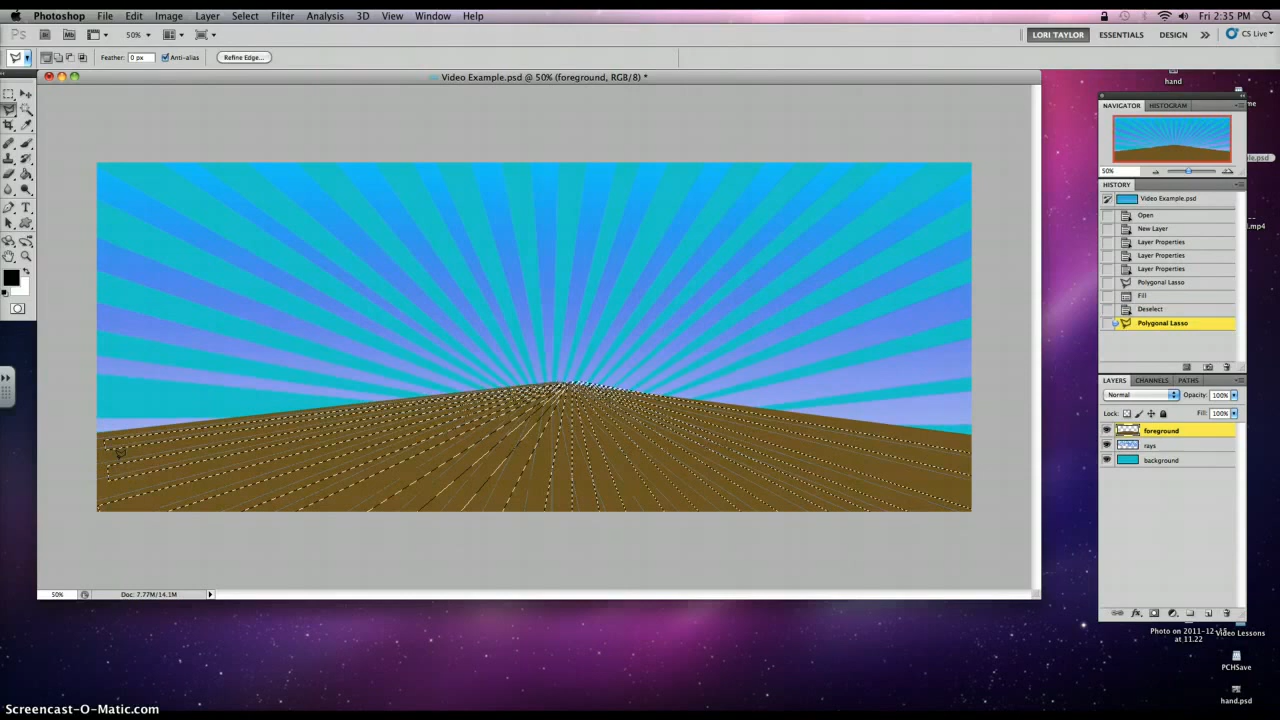 Photoshop File Edit Image Layer Select Filter Analysis 3D View Window Help Fri 2:35 PM
Ps Br Mb 50% LORI TAYLOR ESSENTIALS DESIGN CS Live
Feather: 0 px Anti-alias Refine Edge...
Video Example.psd @ 50% (foreground, RGB/8) *
hand
NAVIGATOR HISTOGRAM
50%
HISTORY
Video Example.psd
Open
New Layer
Layer Properties
Layer Properties
Layer Properties
Polygonal Lasso
Fill
Deselect
Polygonal Lasso
LAYERS CHANNELS PATHS
Normal Opacity: 100%
Lock: Fill: 100%
foreground
rays
background
50% Doc: 7.77M/14.1M
Photo on 2011-12-15 at 11.22
Video Lessons
PCHSave
hand.psd
Screencast-O-Matic.com